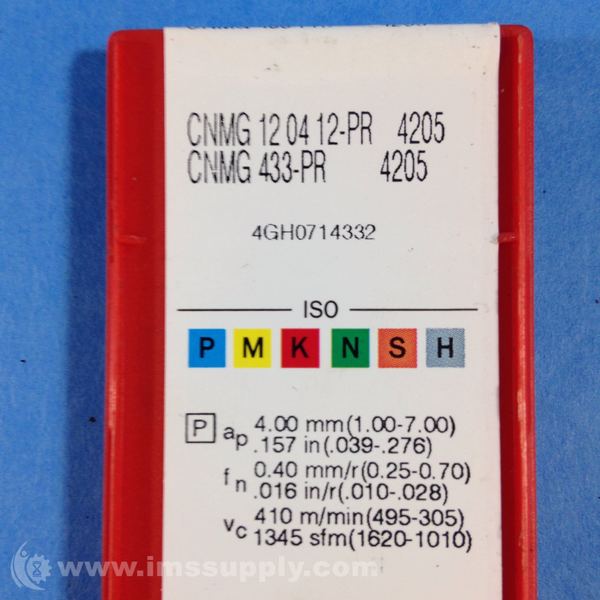 CNMG 12 04 12-PR 4205
CNMG 433-PR 4205
4GH0714332
ISO
P M K N S H
P ap 4.00 mm(1.00-7.00)
.157 in(.039-.276)
fn 0.40 mm/r(0.25-0.70)
.016 in/r(.010-.028)
vc 410 m/min(495-305)
1345 sfm(1620-1010)
© www.imssupply.com